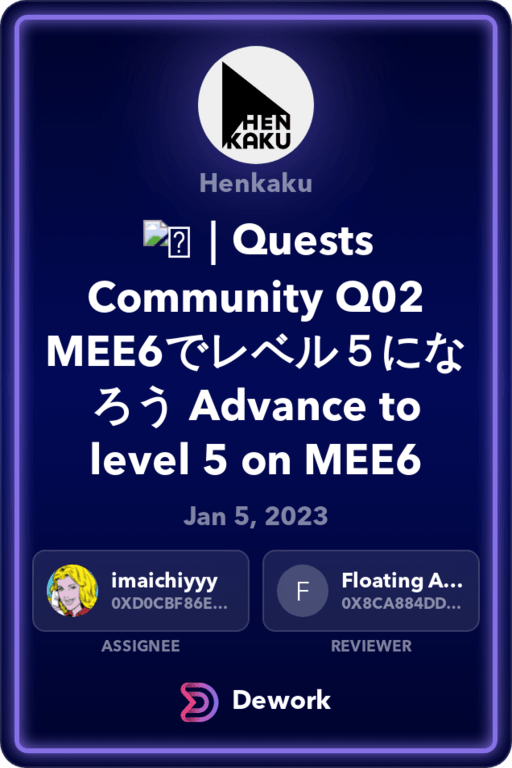 HEN
KAKU
Henkaku
| Quests
Community Q02
MEE6でレベル５にな
ろう Advance to
level 5 on MEE6
Jan 5, 2023
imaichiyyy
0XD0CBF86E...
ASSIGNEE
F
Floating A...
0X8CA884DD...
REVIEWER
Dework